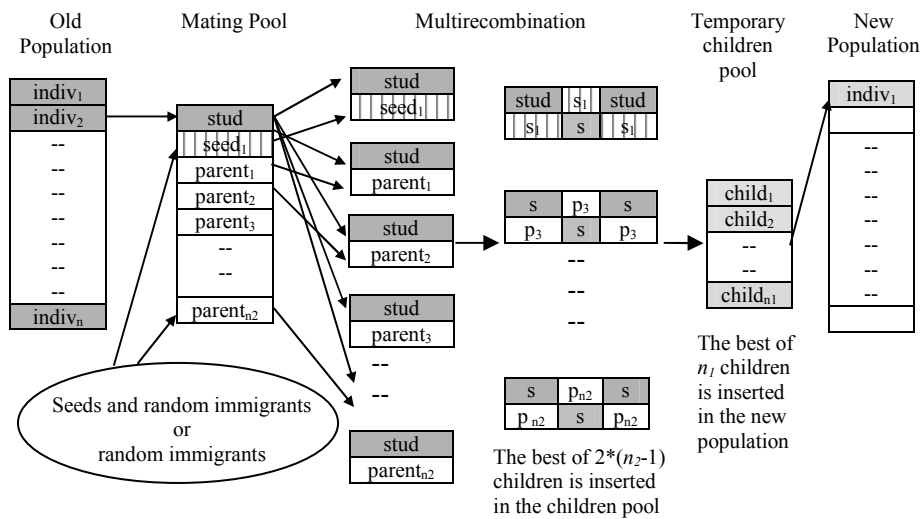 Old
Population
indiv₁
indiv₂
--
--
--
--
--
--
indivₙ
Mating Pool
stud
seed₁
parent₁
parent₂
parent₃
--
--
parentₙ₂
Seeds and random immigrants
or
random immigrants
Multirecombination
stud
seed₁
stud
parent₁
stud
parent₂
stud
parent₃
--
--
stud
parentₙ₂
stud s₁ stud
s₁ s s₁
s p₃ s
p₃ s p₃
--
--
--
s pₙ₂ s
p ₙ₂ s pₙ₂
The best of 2*(n₂-1)
children is inserted
in the children pool
Temporary
children
pool
child₁
child₂
--
--
childₙ₁
The best of
n₁ children
is inserted
in the new
population
New
Population
indiv₁
--
--
--
--
--
--